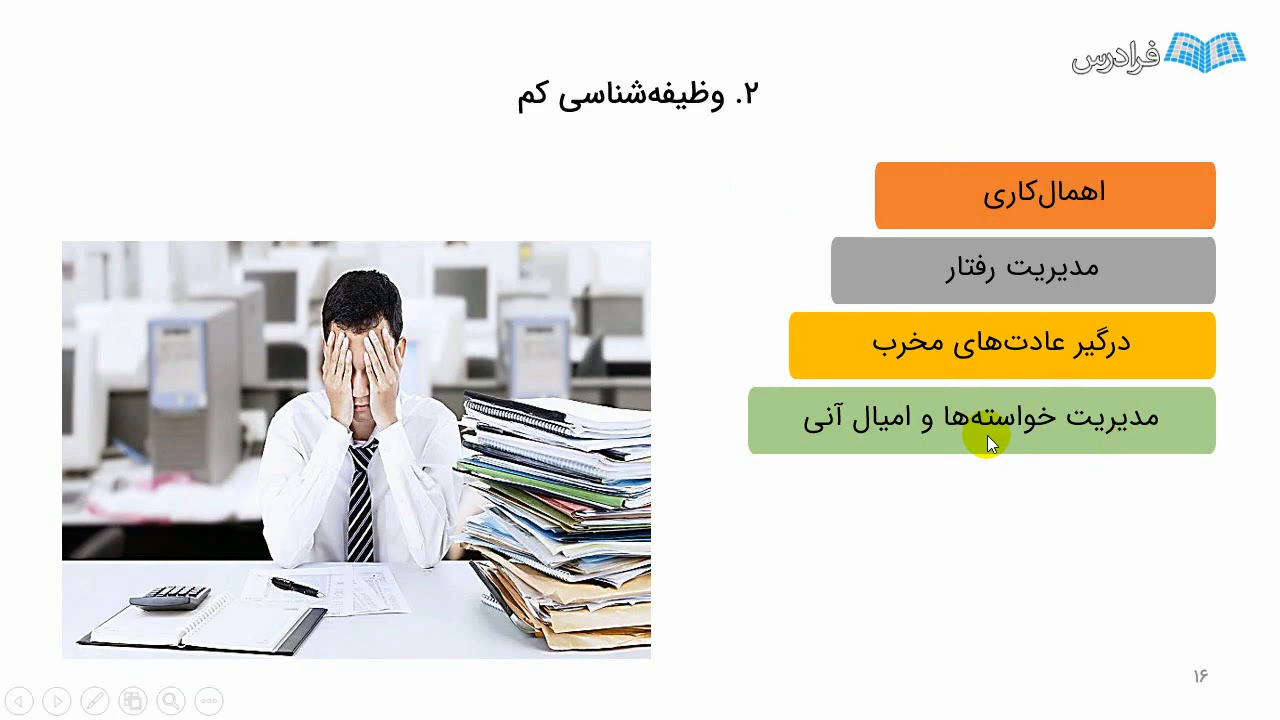 فرادرس
۲. وظیفه‌شناسی کم
اهمال‌کاری
مدیریت رفتار
درگیر عادت‌های مخرب
مدیریت خواسته‌ها و امیال آنی
۱۶